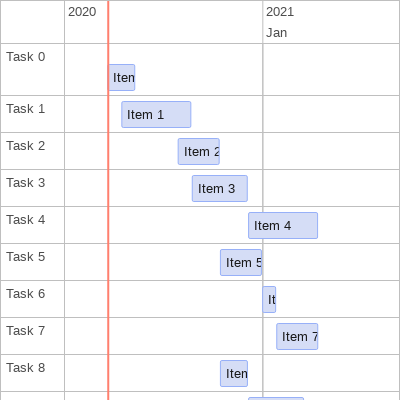 2020
2021
Jan
Task 0
Item
Task 1
Item 1
Task 2
Item 2
Task 3
Item 3
Task 4
Item 4
Task 5
Item 5
Task 6
It
Task 7
Item 7
Task 8
Item